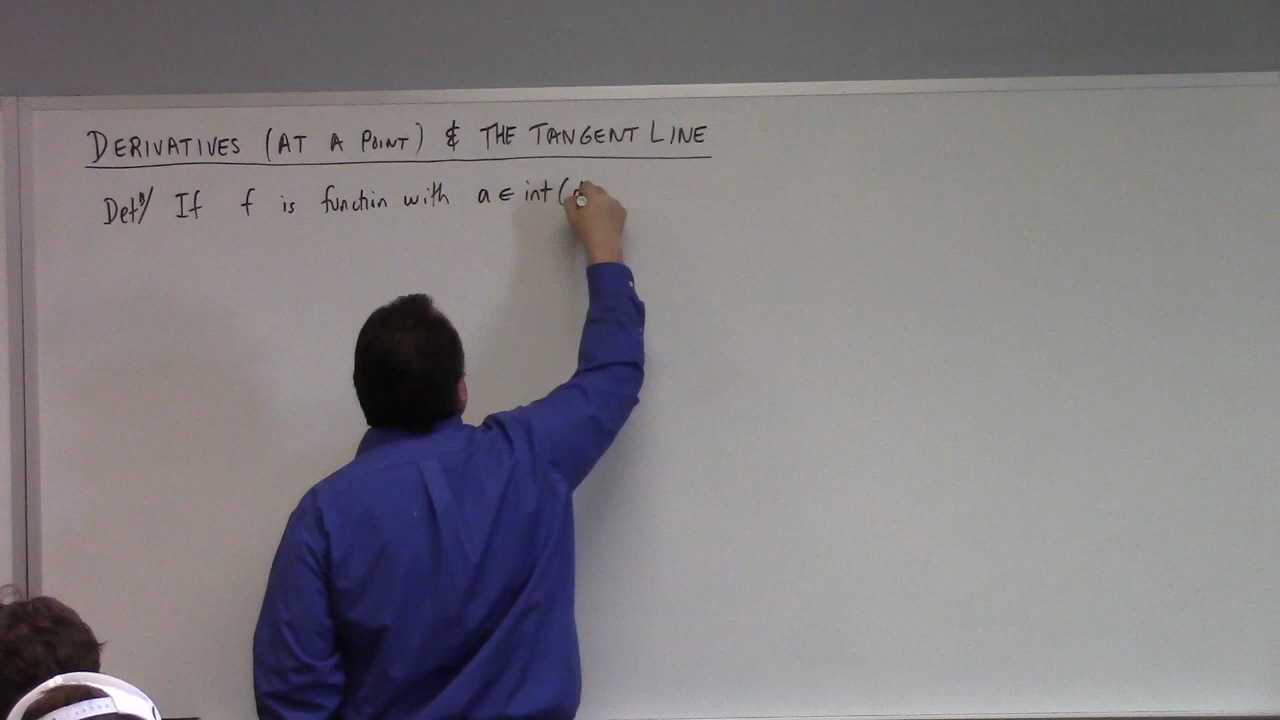 DERIVATIVES (AT A POINT) & THE TANGENT LINE
Defⁿ/ If f is function with a ∈ int(d